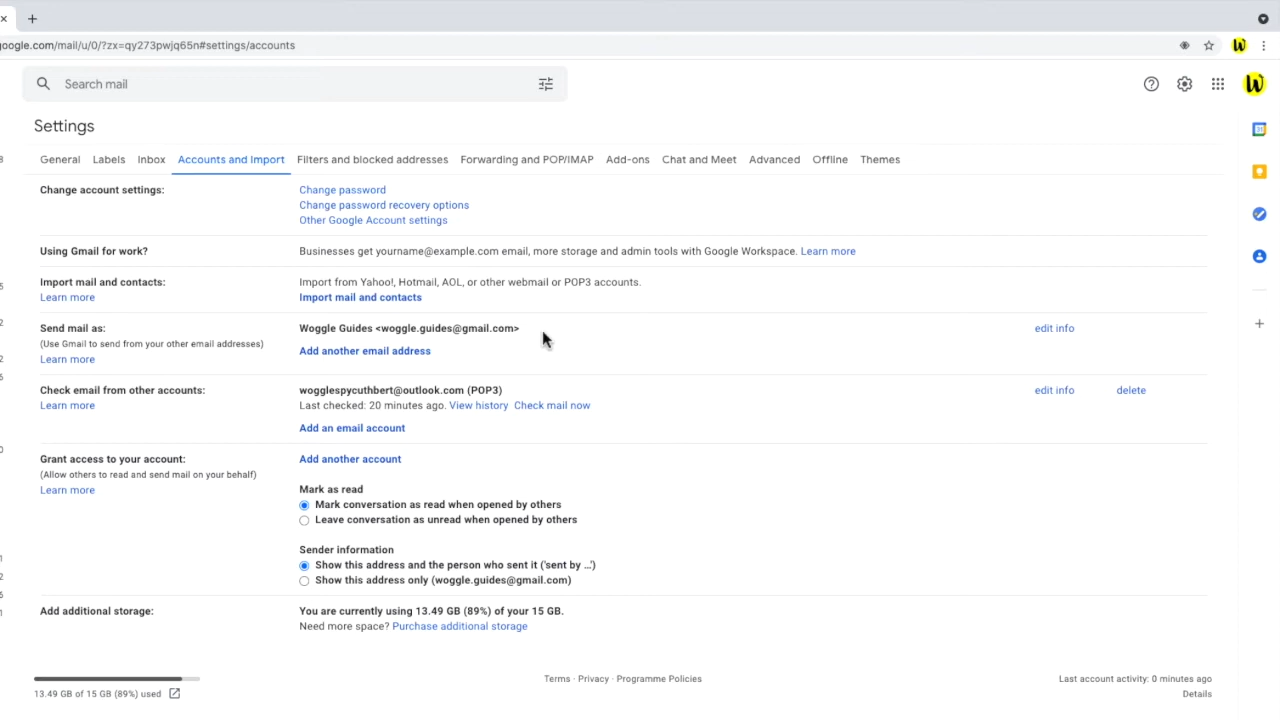 google.com/mail/u/0/?zx=qy273pwjq65n#settings/accounts
Search mail
Settings
General Labels Inbox Accounts and Import Filters and blocked addresses Forwarding and POP/IMAP Add-ons Chat and Meet Advanced Offline Themes
Change account settings: Change password
Change password recovery options
Other Google Account settings
Using Gmail for work? Businesses get yourname@example.com email, more storage and admin tools with Google Workspace. Learn more
Import mail and contacts: Import from Yahoo!, Hotmail, AOL, or other webmail or POP3 accounts.
Learn more Import mail and contacts
Send mail as: Woggle Guides <woggle.guides@gmail.com> edit info
(Use Gmail to send from your other email addresses)
Learn more Add another email address
Check email from other accounts: wogglespycuthbert@outlook.com (POP3) edit info delete
Learn more Last checked: 20 minutes ago. View history Check mail now
Add an email account
Grant access to your account: Add another account
(Allow others to read and send mail on your behalf)
Learn more Mark as read
Mark conversation as read when opened by others
Leave conversation as unread when opened by others
Sender information
Show this address and the person who sent it ('sent by ...')
Show this address only (woggle.guides@gmail.com)
Add additional storage: You are currently using 13.49 GB (89%) of your 15 GB.
Need more space? Purchase additional storage
13.49 GB of 15 GB (89%) used
Terms · Privacy · Programme Policies
Last account activity: 0 minutes ago
Details